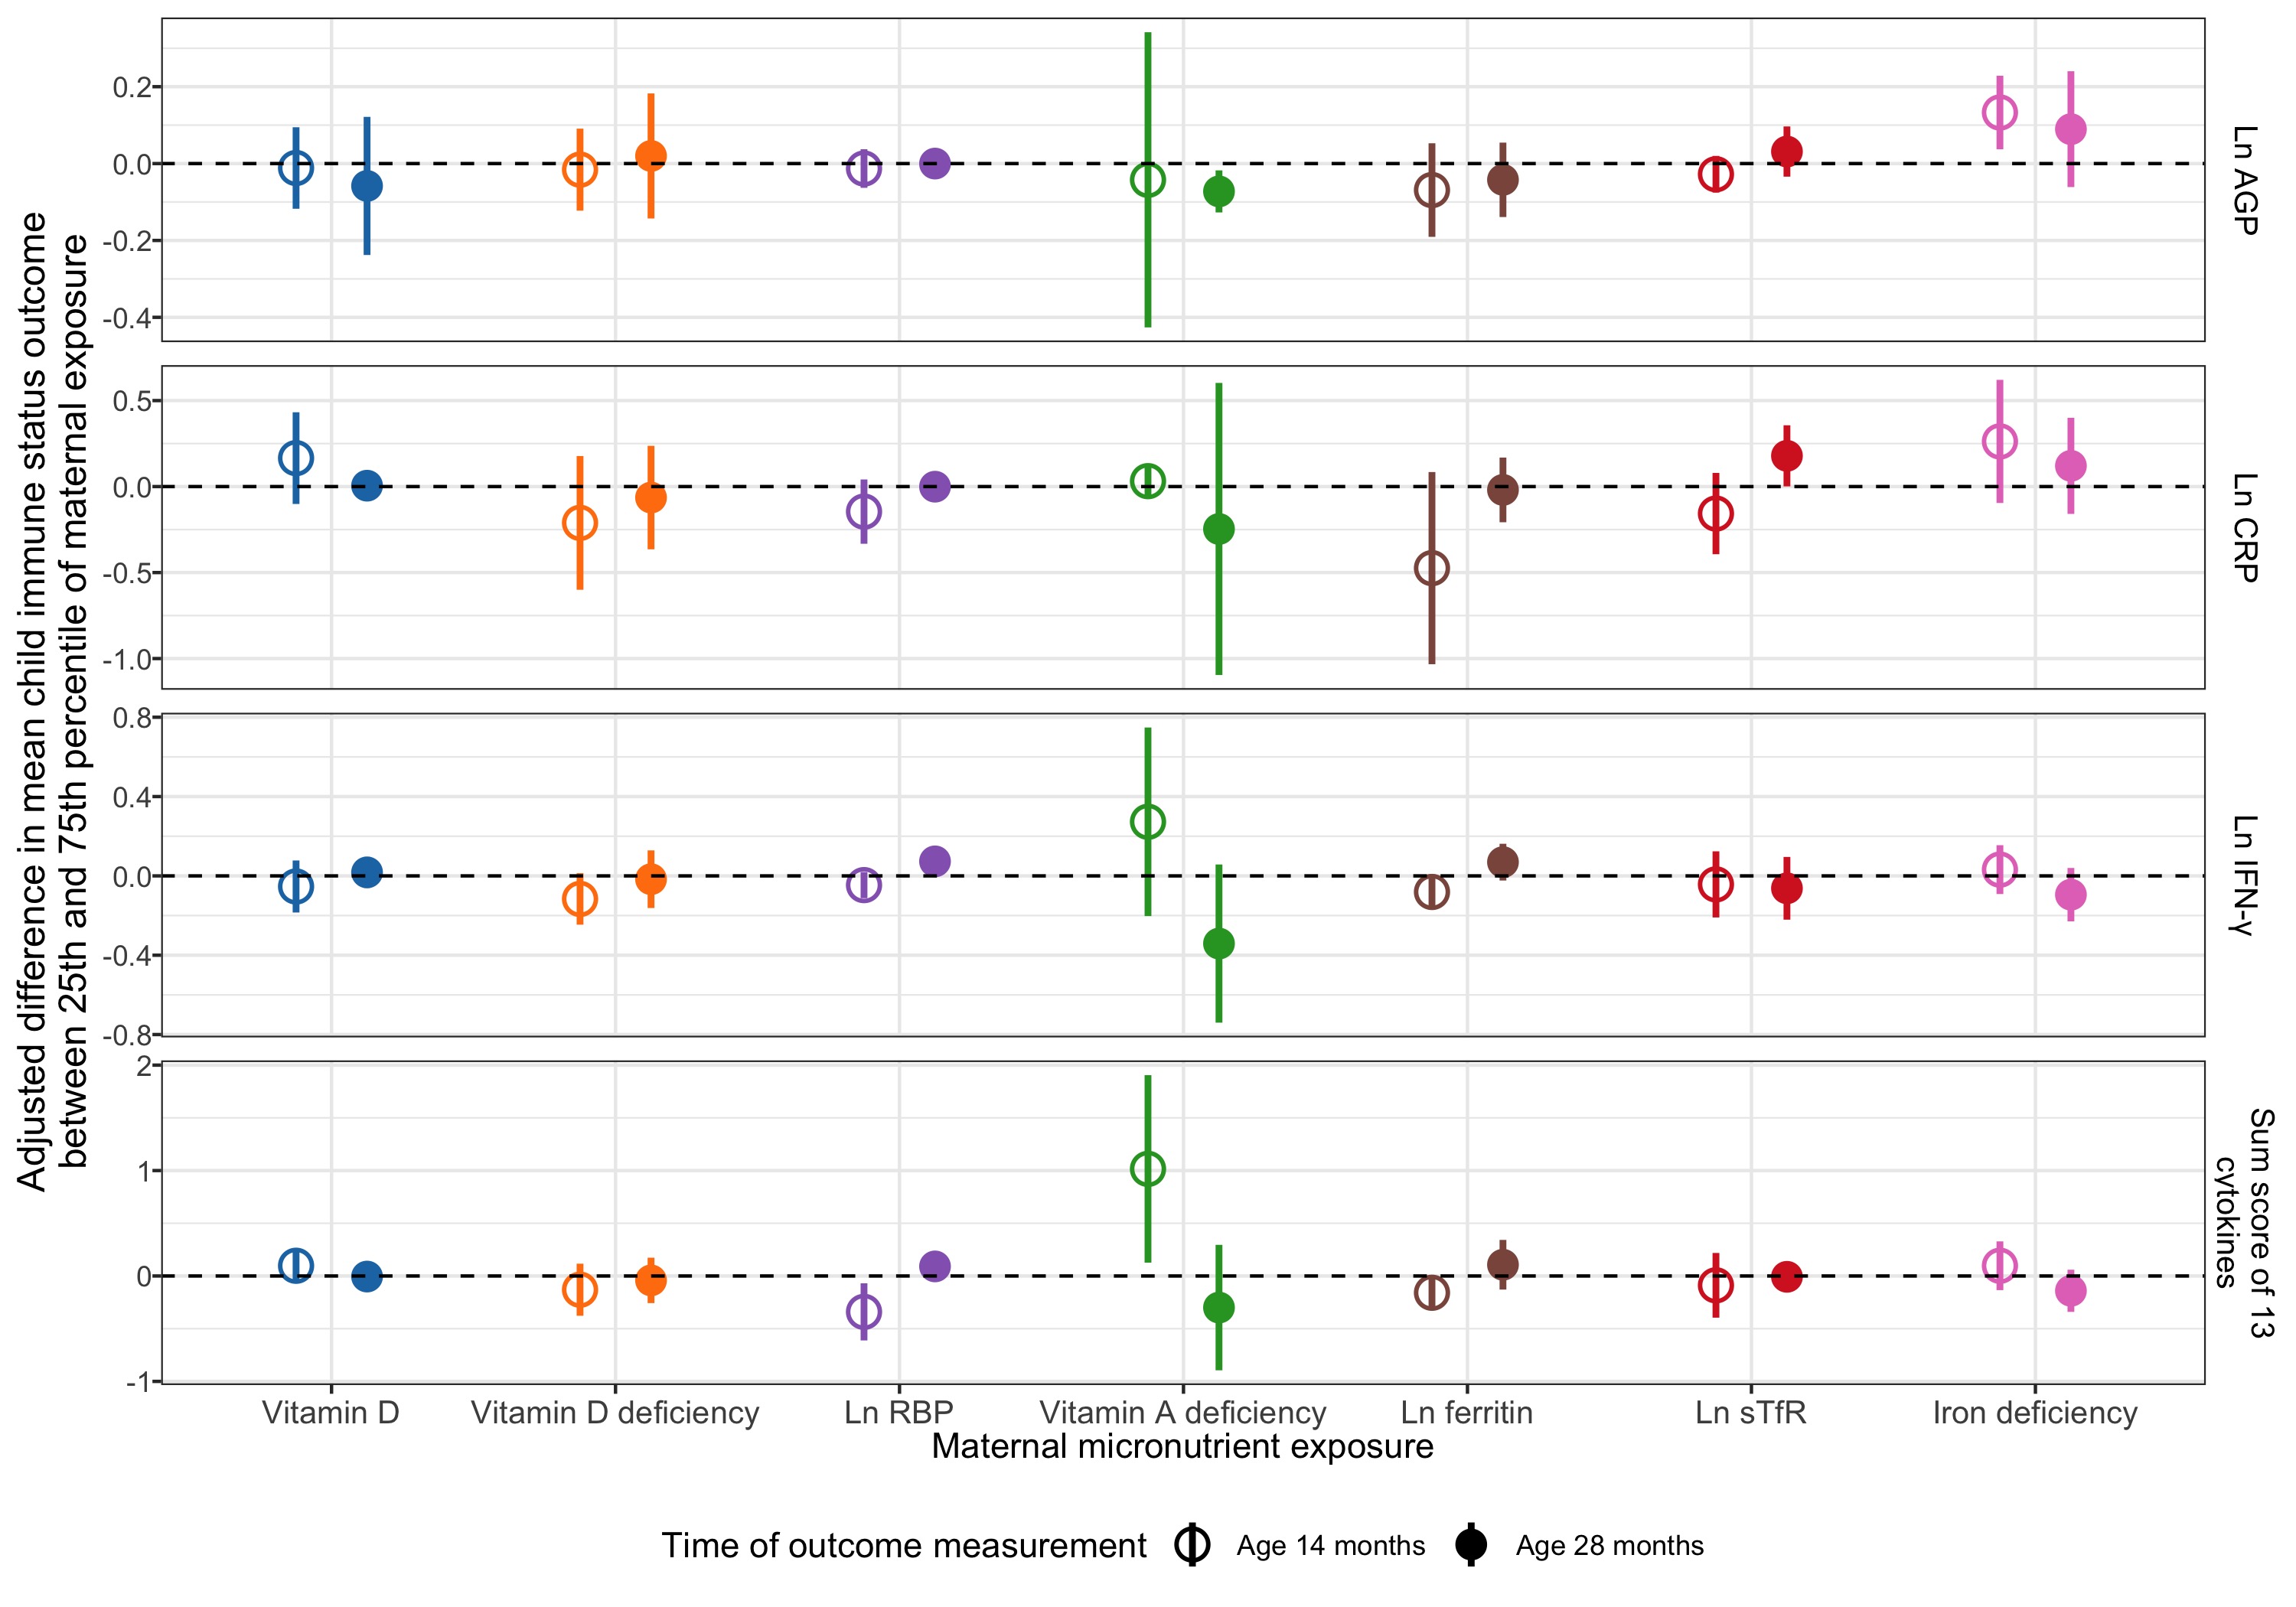 Adjusted difference in mean child immune status outcome
between 25th and 75th percentile of maternal exposure
0.2
0.0
-0.2
-0.4
Ln AGP
0.5
0.0
-0.5
-1.0
Ln CRP
0.8
0.4
0.0
-0.4
-0.8
Ln IFN-γ
2
1
0
-1
Sum score of 13
cytokines
Vitamin D Vitamin D deficiency Ln RBP Vitamin A deficiency Ln ferritin Ln sTfR Iron deficiency
Maternal micronutrient exposure
Time of outcome measurement Age 14 months Age 28 months